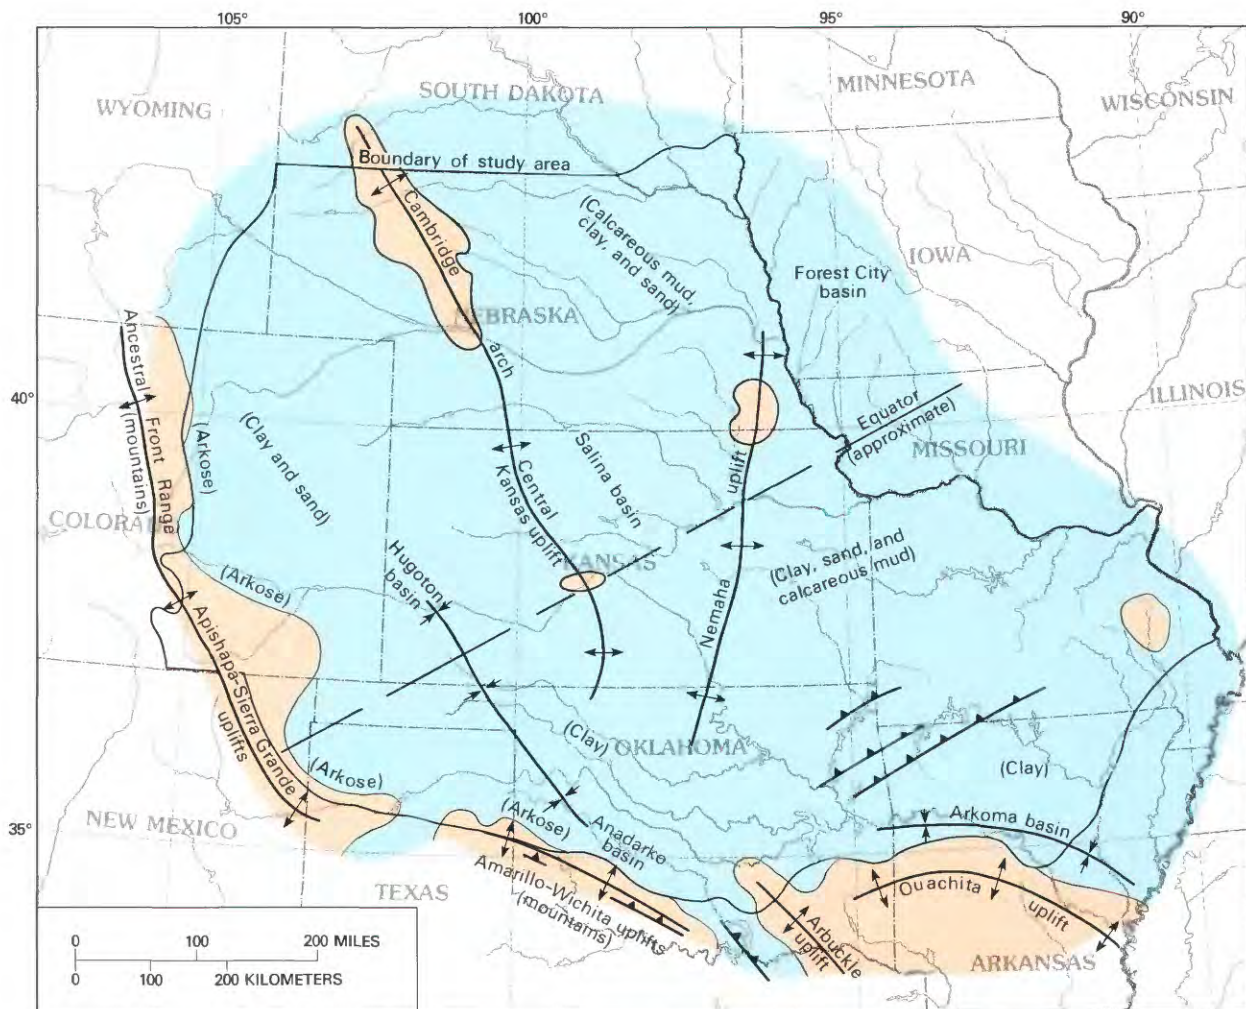 105°
100°
95°
90°
SOUTH DAKOTA
MINNESOTA
WYOMING
WISCONSIN
Boundary of study area
Cambridge
arch
(Calcareous mud,
clay, and sand)
IOWA
Forest City
basin
NEBRASKA
Ancestral Front Range
(mountains)
40°
(Arkose)
(Clay and sand)
ILLINOIS
Equator
(approximate)
MISSOURI
Salina basin
Central
Kansas uplift
Nemaha uplift
COLORA
(Arkose)
Hugoton
basin
KANSAS
(Clay, sand, and
calcareous mud)
Apishapa-Sierra Grande
uplifts
(Clay)
OKLAHOMA
(Clay)
(Arkose)
NEW MEXICO
35°
(Arkose)
Anadarko
basin
Arkoma basin
TEXAS
Amarillo-Wichita uplifts
(mountains)
Ouachita uplift
Arbuckle
uplift
ARKANSAS
0 100 200 MILES
0 100 200 KILOMETERS